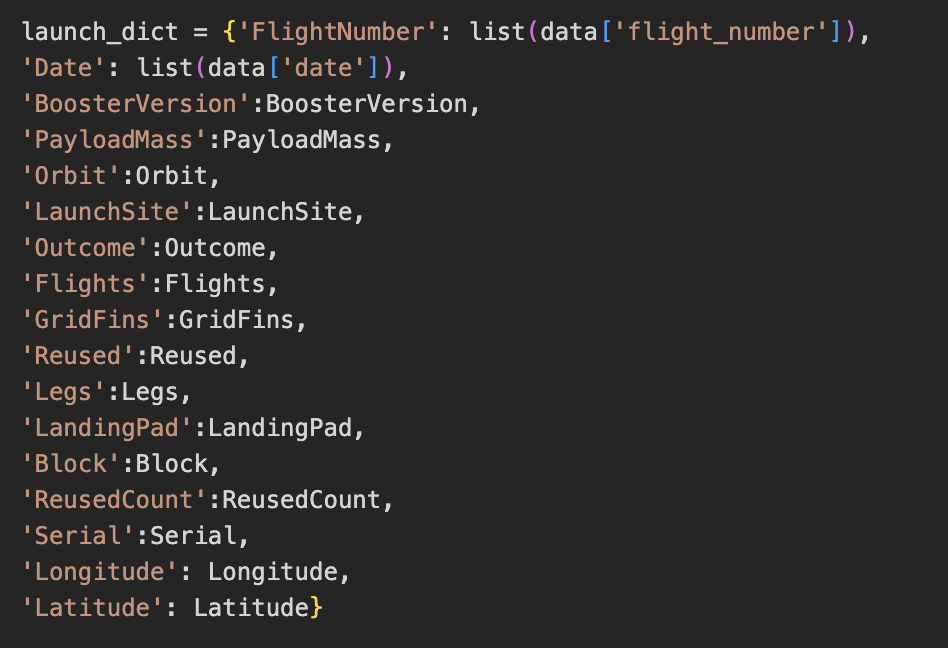 launch_dict = {'FlightNumber': list(data['flight_number']),
'Date': list(data['date']),
'BoosterVersion':BoosterVersion,
'PayloadMass':PayloadMass,
'Orbit':Orbit,
'LaunchSite':LaunchSite,
'Outcome':Outcome,
'Flights':Flights,
'GridFins':GridFins,
'Reused':Reused,
'Legs':Legs,
'LandingPad':LandingPad,
'Block':Block,
'ReusedCount':ReusedCount,
'Serial':Serial,
'Longitude': Longitude,
'Latitude': Latitude}